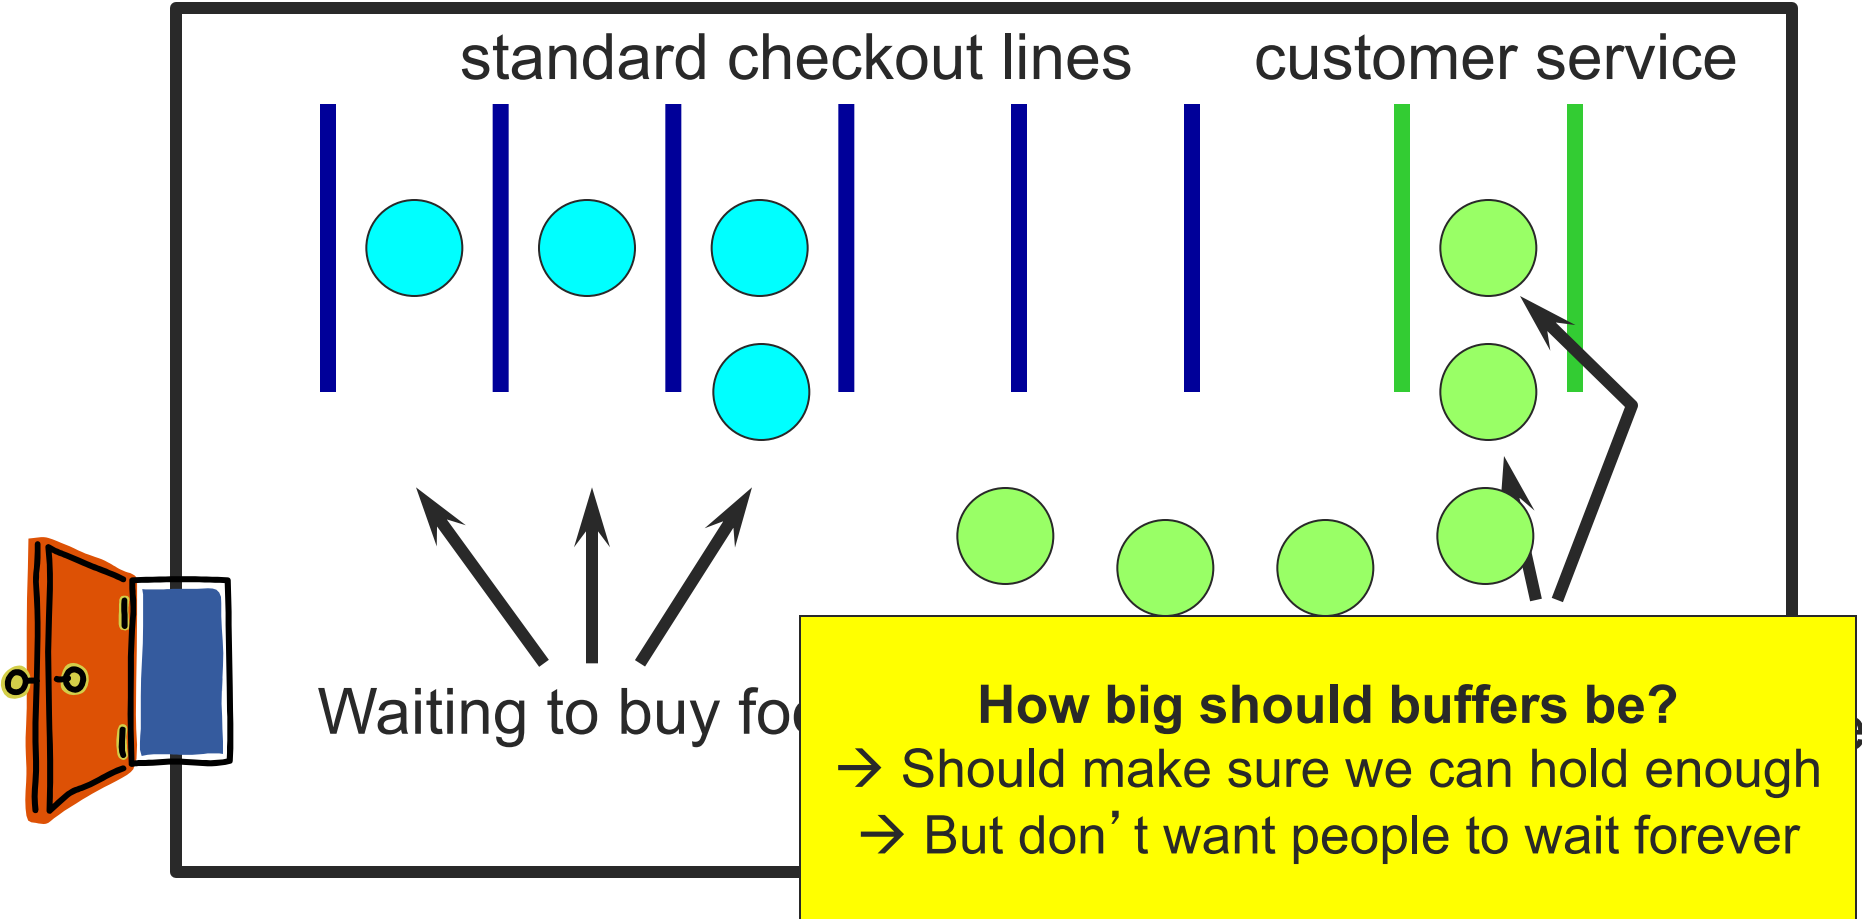 standard checkout lines
customer service
Waiting to buy
How big should buffers be?
→ Should make sure we can hold enough
→ But don’t want people to wait forever